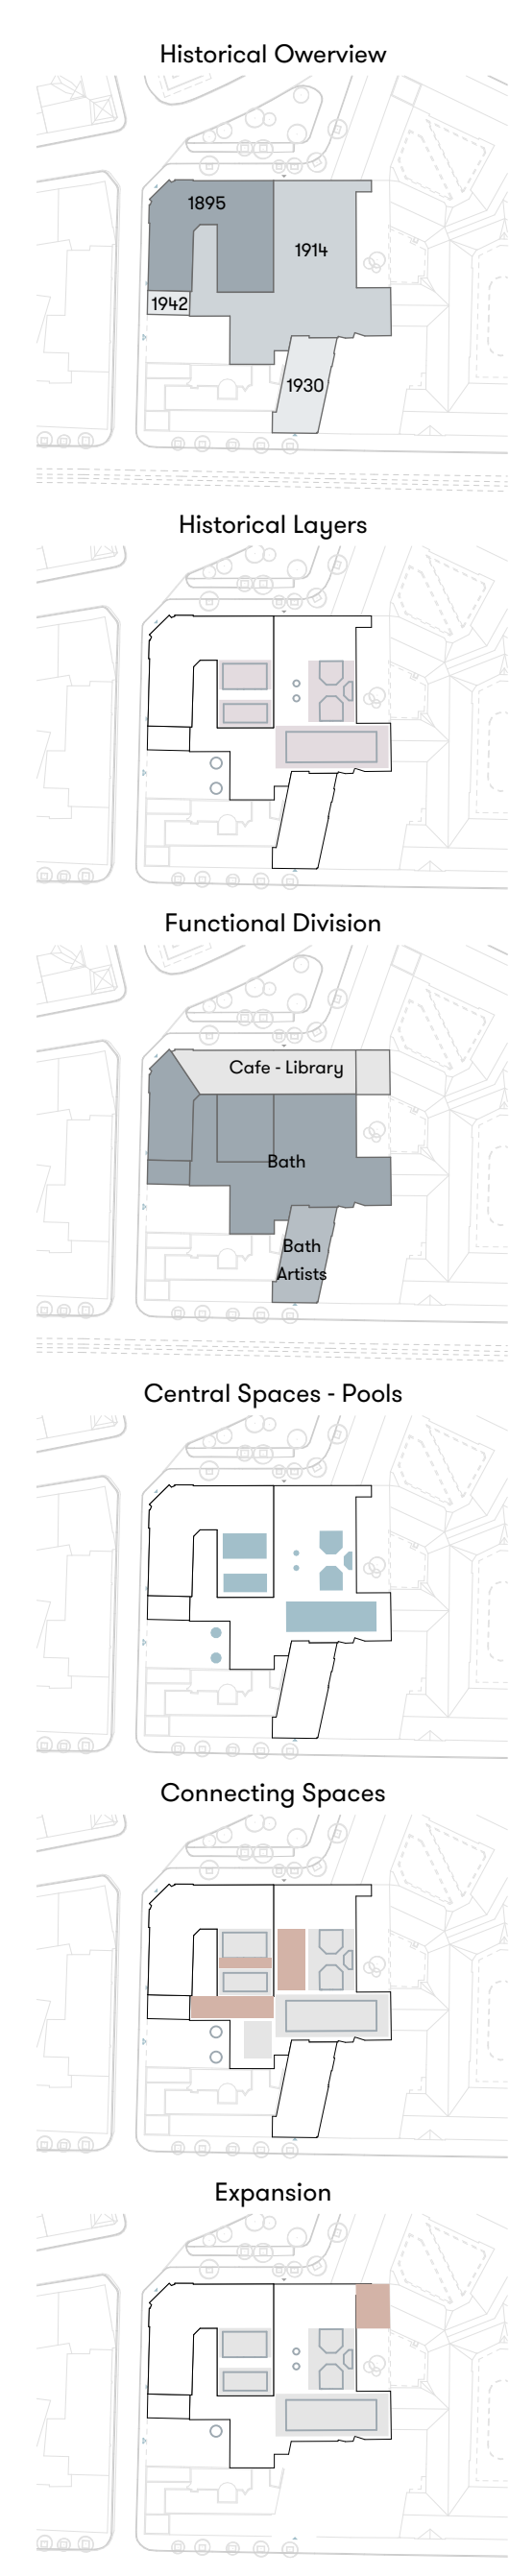 Historical Owerview
1895
1914
1942
1930
Historical Layers
Functional Division
Cafe - Library
Bath
Bath
Artists
Central Spaces - Pools
Connecting Spaces
Expansion